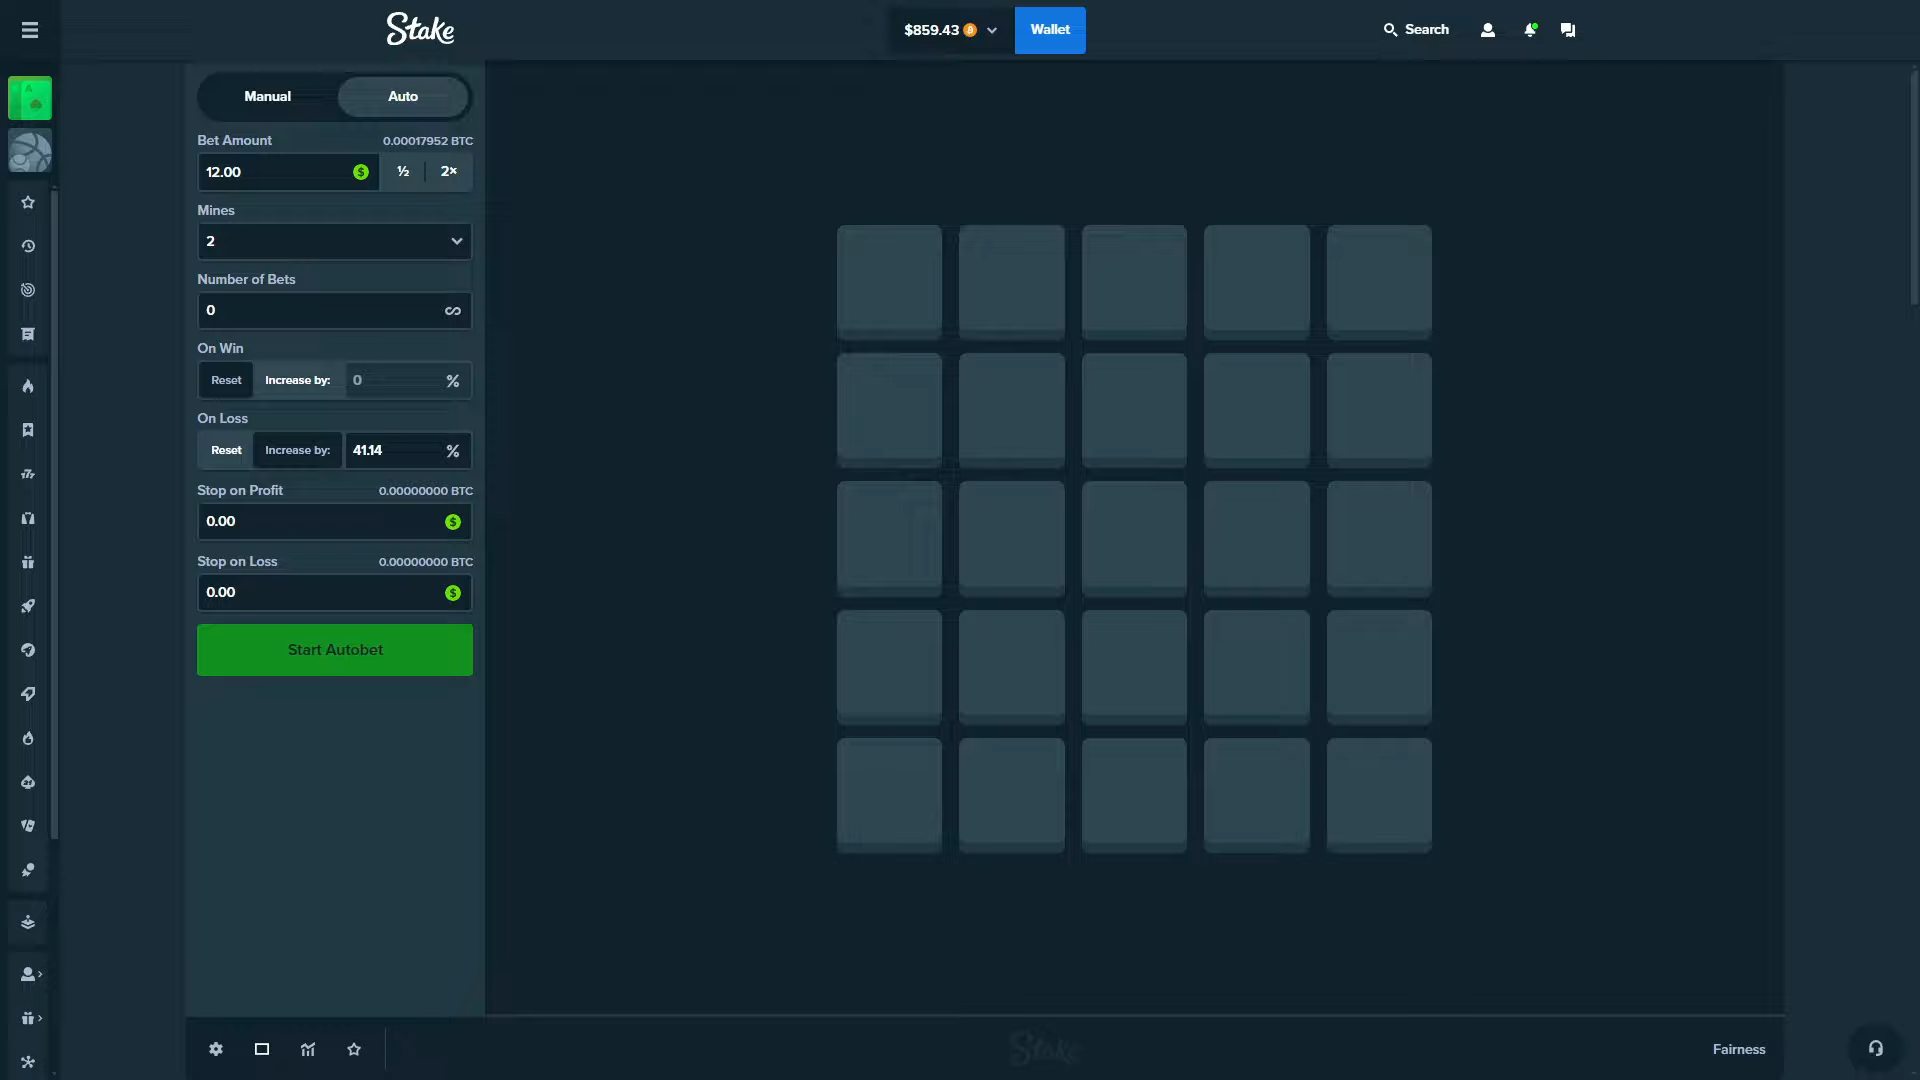 Stake
$859.43
Wallet
Search
Manual
Auto
Bet Amount
0.00017952 BTC
12.00
½
2×
Mines
2
Number of Bets
0
On Win
Reset
Increase by:
0
%
On Loss
Reset
Increase by:
41.14
%
Stop on Profit
0.00000000 BTC
0.00
Stop on Loss
0.00000000 BTC
0.00
Start Autobet
Stake
Fairness